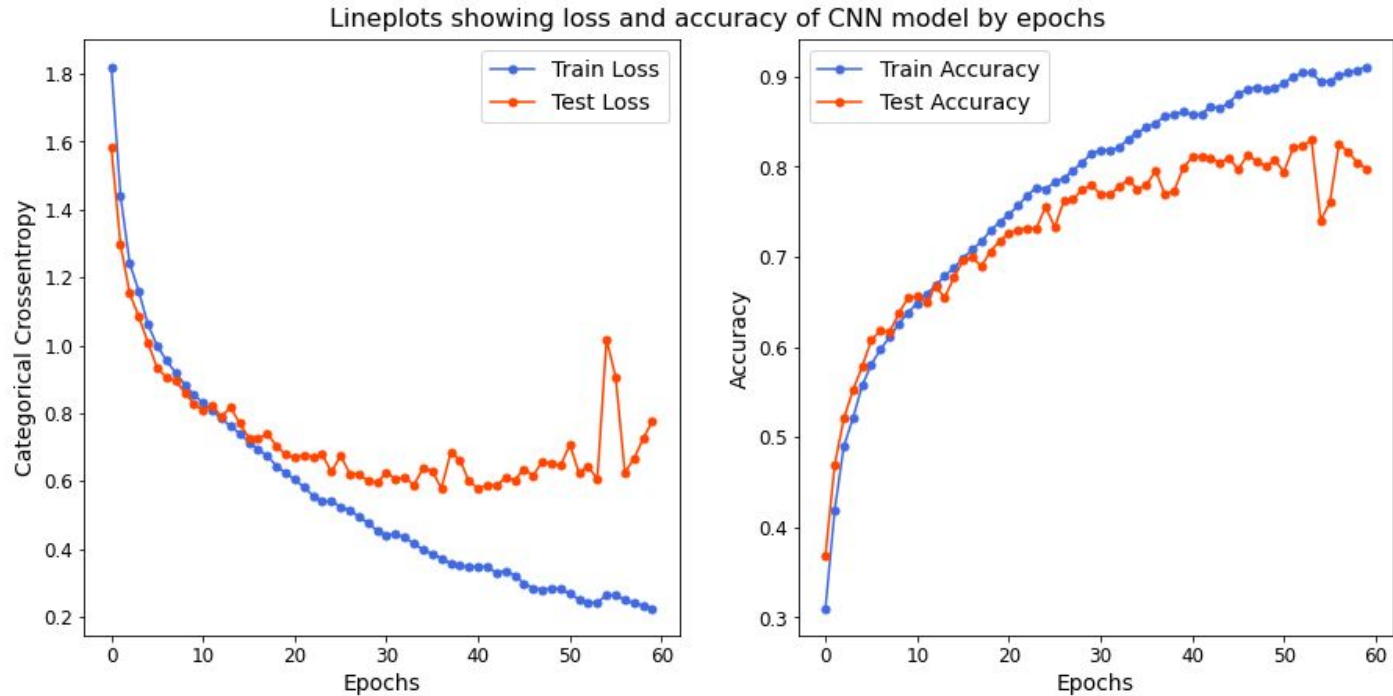 Lineplots showing loss and accuracy of CNN model by epochs
Train Loss
Test Loss
Categorical Crossentropy
1.8
1.6
1.4
1.2
1.0
0.8
0.6
0.4
0.2
0 10 20 30 40 50 60
Epochs
Train Accuracy
Test Accuracy
Accuracy
0.9
0.8
0.7
0.6
0.5
0.4
0.3
0 10 20 30 40 50 60
Epochs